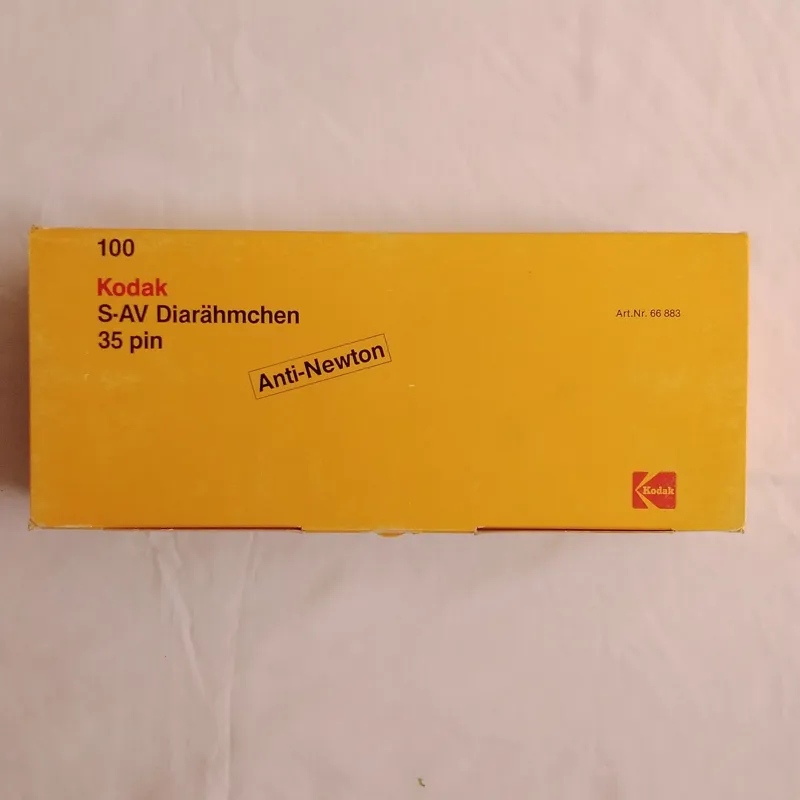 100
Kodak
S-AV Diarähmchen
35 pin
Art.Nr. 66 883
Anti-Newton
Kodak